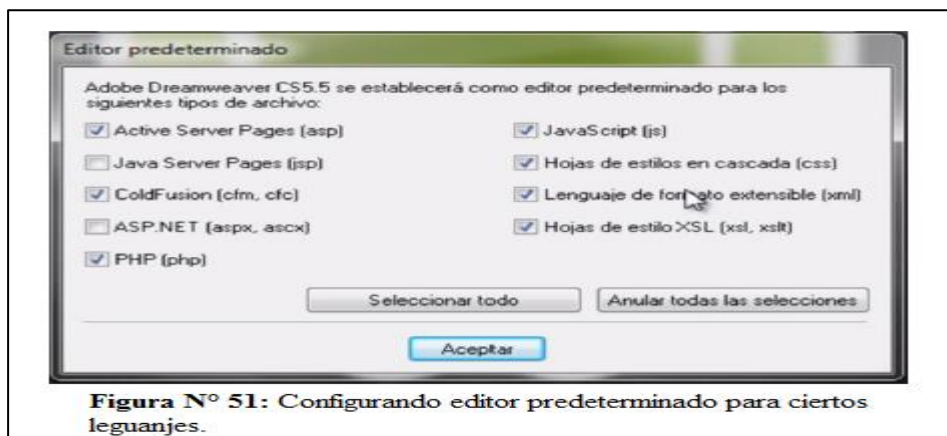 Editor predeterminado
Adobe Dreamweaver CS5.5 se establecerá como editor predeterminado para los
siguientes tipos de archivo:
Active Server Pages (asp)
Java Server Pages (jsp)
ColdFusion (cfm, cfc)
ASP.NET (aspx, ascx)
PHP (php)
JavaScript (js)
Hojas de estilos en cascada (css)
Lenguaje de formato extensible (xml)
Hojas de estilo XSL (xsl, xslt)
Seleccionar todo
Anular todas las selecciones
Aceptar
Figura N° 51: Configurando editor predeterminado para ciertos
leguanjes.